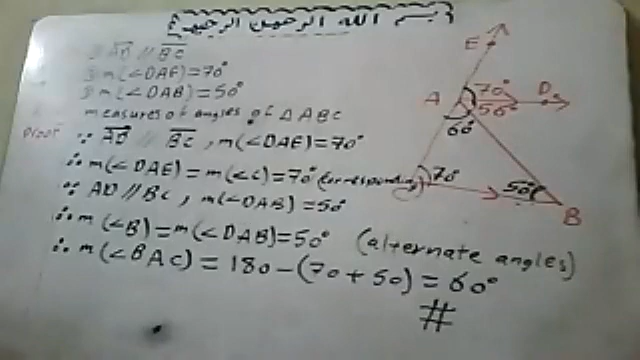 بسم الله الرحمن الرحيم
AD // BC
m(∠DAE)=70°
m(∠DAB)=50°
measures of angles of ΔABC
Proof
∵ AD // BC , m(∠DAE)=70°
∴ m(∠DAE)=m(∠C)=70° (corresponding)
∵ AD // BC , m(∠DAB)=50°
∴ m(∠B)=m(∠DAB)=50° (alternate angles)
∴ m(∠BAC) = 180-(70+50) = 60°
#
E
70°
D
A
50°
60°
70°
50°
B